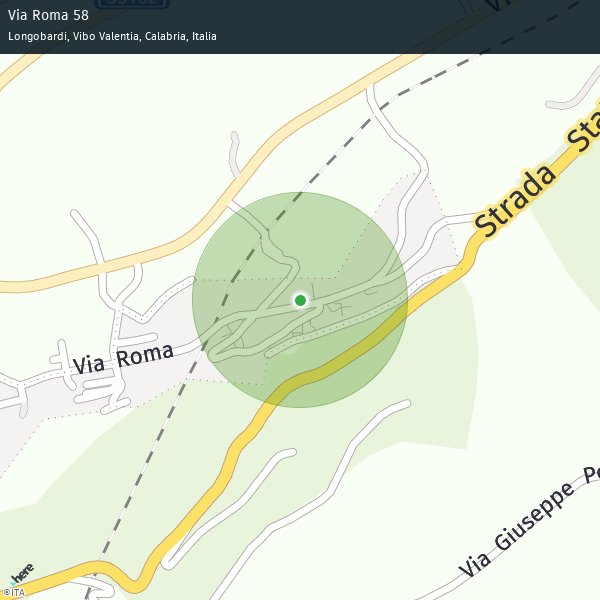 Via Roma 58
Longobardi, Vibo Valentia, Calabria, Italia
Strada Sta
Via Roma
Via Giuseppe Pe
here
©ITA